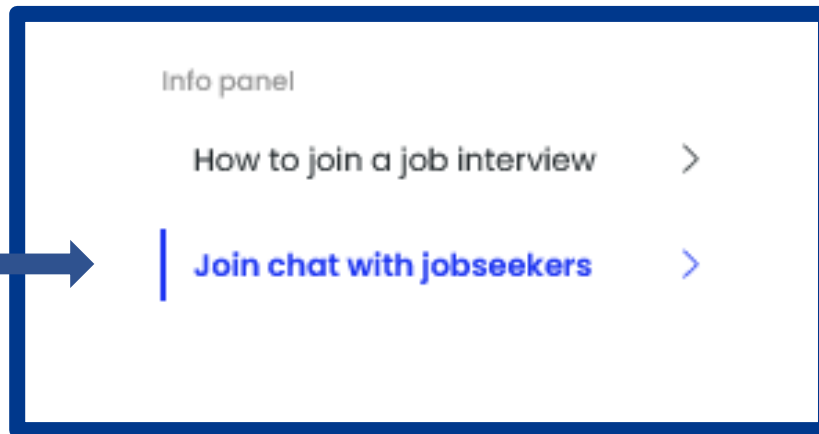 Info panel
How to join a job interview
Join chat with jobseekers